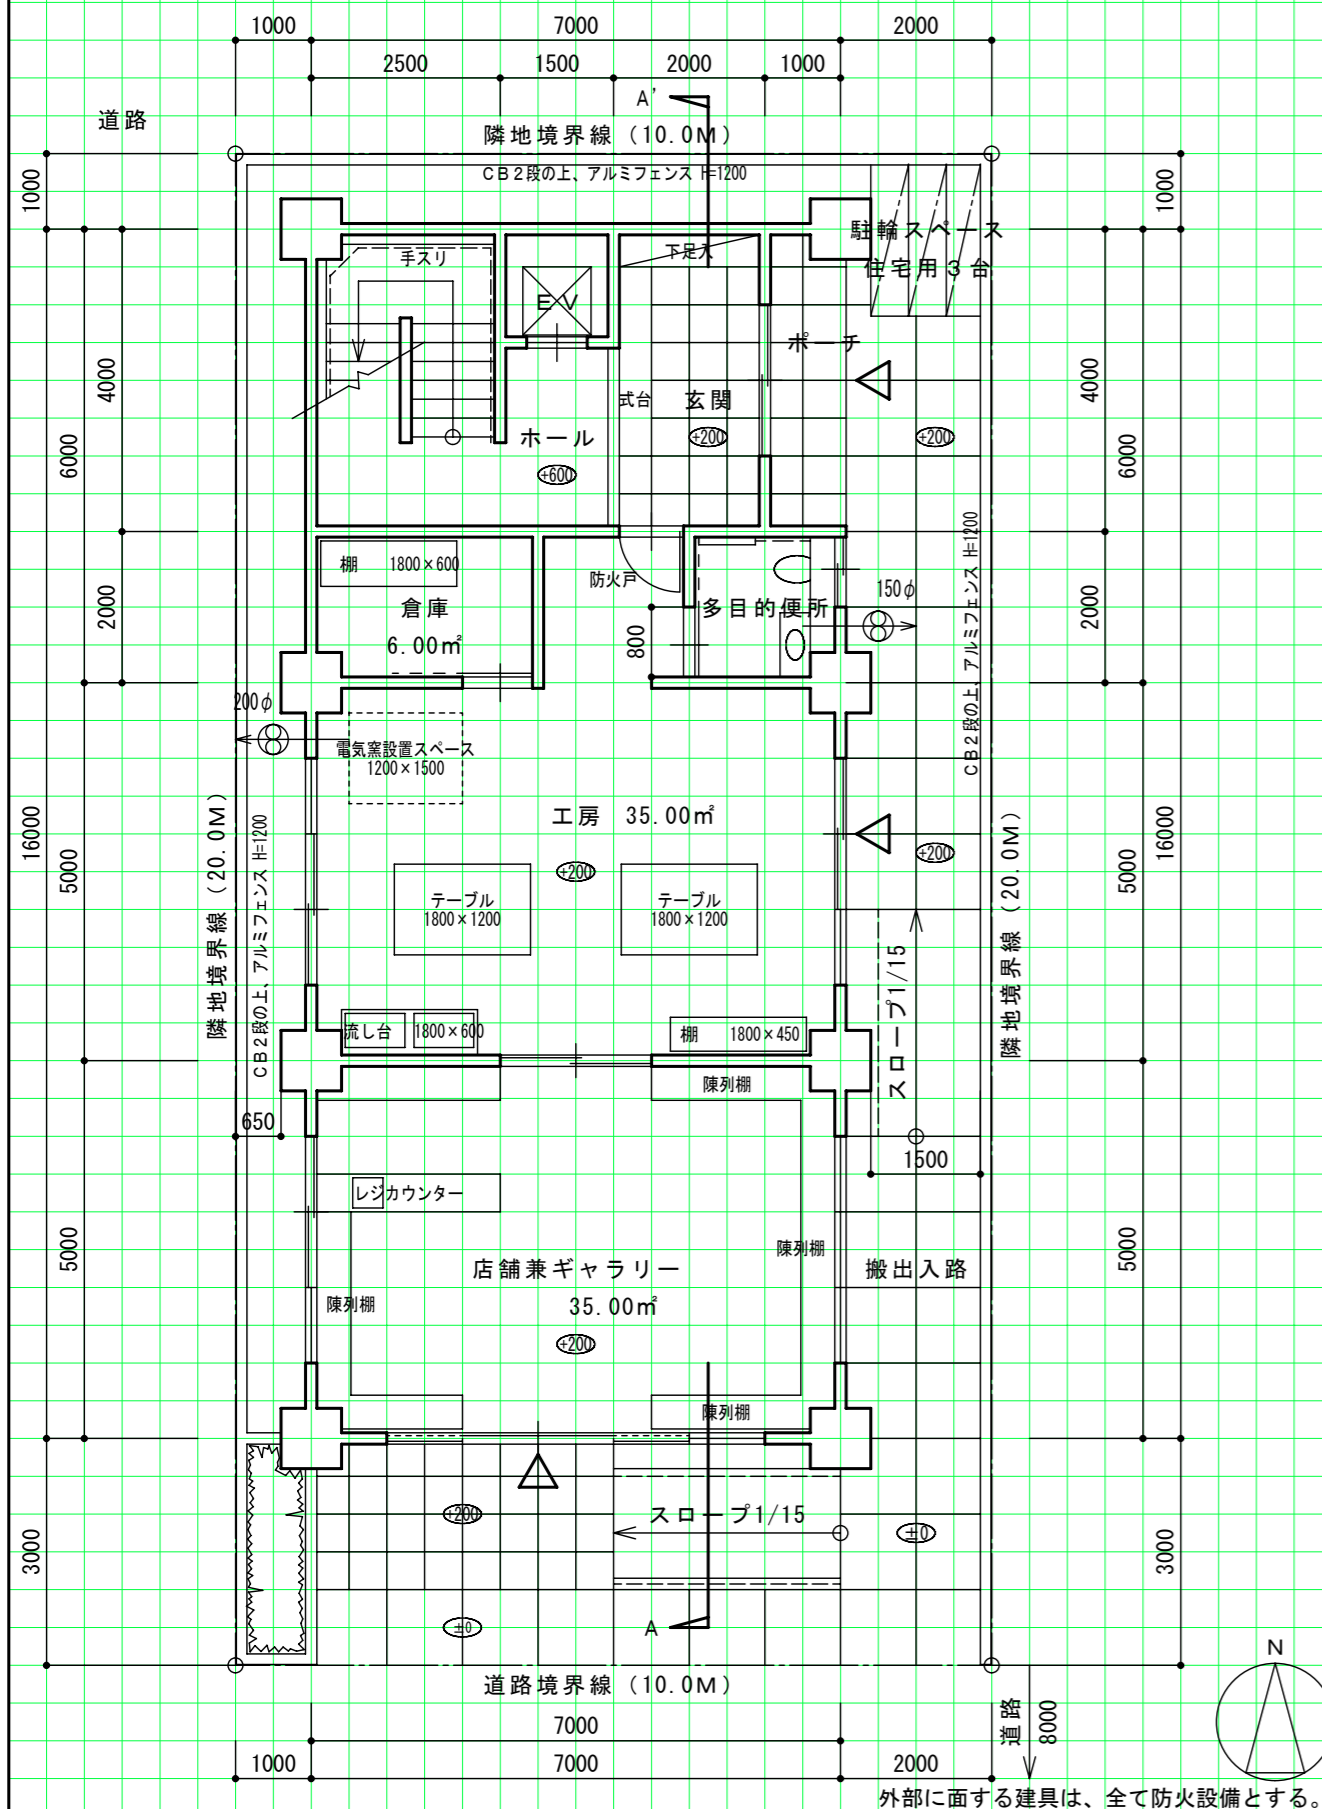 1000
7000
2000
2500
1500
2000
1000
道路
A'
隣地境界線（10.0M）
CB2段の上、アルミフェンス H=1200
1000
1000
手スリ
下足入
駐輪スペース
住宅用3台
EV
ポーチ
4000
6000
4000
6000
式台
玄関
+200
+200
ホール
+600
棚 1800×600
防火戸
倉庫
6.00㎡
多目的便所
150φ
CB2段の上、アルミフェンス H=1200
2000
800
2000
200φ
電気窯設置スペース
1200×1500
工房 35.00㎡
+200
+200
16000
5000
5000
16000
隣地境界線（20.0M）
CB2段の上、アルミフェンス H=1200
テーブル
1800×1200
テーブル
1800×1200
スロープ1/15
隣地境界線（20.0M）
流し台
1800×600
棚 1800×450
陳列棚
650
1500
レジカウンター
陳列棚
店舗兼ギャラリー
35.00㎡
+200
陳列棚
搬出入路
5000
5000
陳列棚
+200
スロープ1/15
±0
3000
3000
±0
A
道路境界線（10.0M）
N
道路
8000
7000
1000
7000
2000
外部に面する建具は、全て防火設備とする。